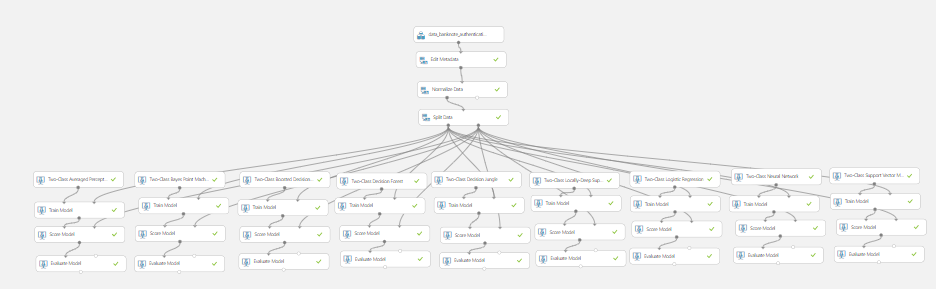 data_banknote_authenticati...
Edit Metadata
Normalize Data
Split Data
Two-Class Averaged Percept...
Two-Class Bayes Point Mach...
Two-Class Boosted Decision...
Two-Class Decision Forest
Two-Class Decision Jungle
Two-Class Locally-Deep Sup...
Two-Class Logistic Regression
Two-Class Neural Network
Two-Class Support Vector M...
Train Model
Train Model
Train Model
Train Model
Train Model
Train Model
Train Model
Train Model
Train Model
Score Model
Score Model
Score Model
Score Model
Score Model
Score Model
Score Model
Score Model
Score Model
Evaluate Model
Evaluate Model
Evaluate Model
Evaluate Model
Evaluate Model
Evaluate Model
Evaluate Model
Evaluate Model
Evaluate Model